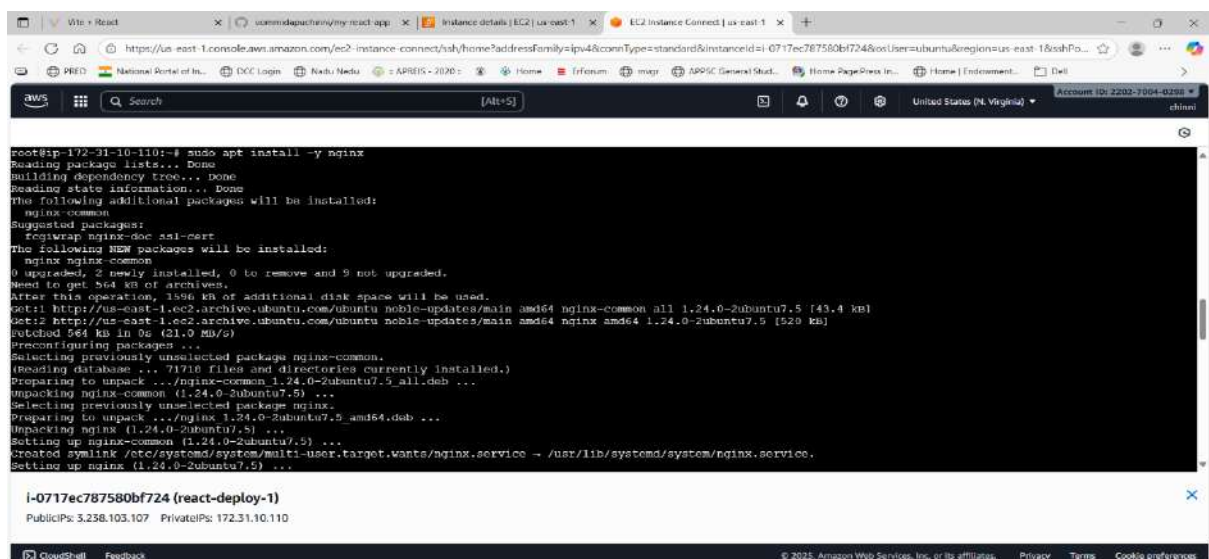 Vite + React
vommidapuchinni/my-react-app
Instance details | EC2 | us-east-1
EC2 Instance Connect | us-east-1
https://us-east-1.console.aws.amazon.com/ec2-instance-connect/ssh/home?addressFamily=ipv4&connType=standard&instanceId=i-0717ec787580bf724&osUser=ubuntu&region=us-east-1&sshPo...
PRED National Portal of In... DCC Login Nadu Nedu : APREIS - 2020 : Home Home Page:Press In... Home | Endowment... Dell
aws Search [Alt+S] United States (N. Virginia) Account ID: 2202-7004-0298
chinni
root@ip-172-31-10-110:~# sudo apt install -y nginx
Reading package lists... Done
Building dependency tree... Done
Reading state information... Done
The following additional packages will be installed:
nginx-common
Suggested packages:
fcgiwrap nginx-doc ssl-cert
The following NEW packages will be installed:
nginx nginx-common
0 upgraded, 2 newly installed, 0 to remove and 9 not upgraded.
Need to get 564 kB of archives.
After this operation, 1596 kB of additional disk space will be used.
Get:1 http://us-east-1.ec2.archive.ubuntu.com/ubuntu noble-updates/main amd64 nginx-common all 1.24.0-2ubuntu7.5 [43.4 kB]
Get:2 http://us-east-1.ec2.archive.ubuntu.com/ubuntu noble-updates/main amd64 nginx amd64 1.24.0-2ubuntu7.5 [520 kB]
Fetched 564 kB in 0s (21.0 MB/s)
Preconfiguring packages ...
Selecting previously unselected package nginx-common.
(Reading database ... 71710 files and directories currently installed.)
Preparing to unpack .../nginx-common_1.24.0-2ubuntu7.5_all.deb ...
Unpacking nginx-common (1.24.0-2ubuntu7.5) ...
Selecting previously unselected package nginx.
Preparing to unpack .../nginx_1.24.0-2ubuntu7.5_amd64.deb ...
Unpacking nginx (1.24.0-2ubuntu7.5) ...
Setting up nginx-common (1.24.0-2ubuntu7.5) ...
Created symlink /etc/systemd/system/multi-user.target.wants/nginx.service → /usr/lib/systemd/system/nginx.service.
Setting up nginx (1.24.0-2ubuntu7.5) ...
i-0717ec787580bf724 (react-deploy-1)
PublicIPs: 3.238.103.107 PrivateIPs: 172.31.10.110
CloudShell Feedback © 2025, Amazon Web Services, Inc. or its affiliates. Privacy Terms Cookie preferences